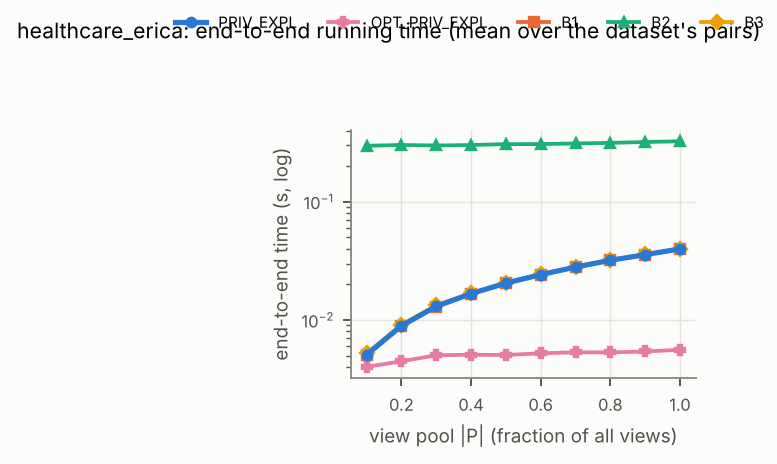 PRIV_EXPL OPT_PRIV_EXPL B1 B2 B3
healthcare_erica: end-to-end running time (mean over the dataset's pairs)
end-to-end time (s, log)
10⁻¹
10⁻²
0.2 0.4 0.6 0.8 1.0
view pool |P| (fraction of all views)